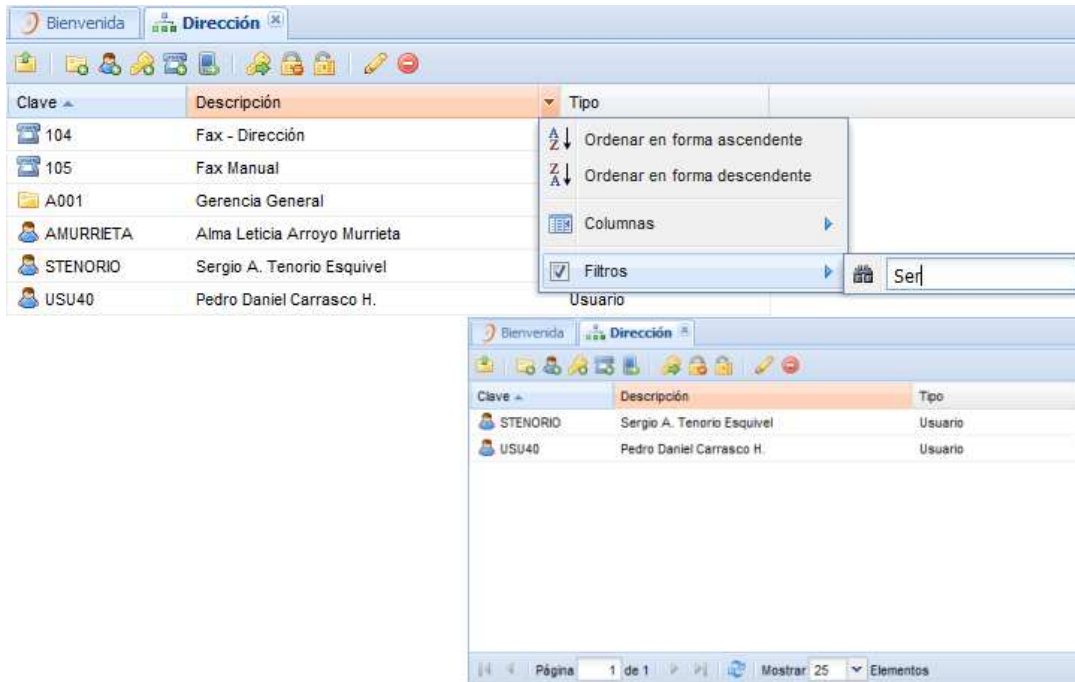 Bienvenida Dirección
Clave Descripción Tipo
104 Fax - Dirección
105 Fax Manual
A001 Gerencia General
AMURRIETA Alma Leticia Arroyo Murrieta
STENORIO Sergio A. Tenorio Esquivel
USU40 Pedro Daniel Carrasco H. Usuario
Ordenar en forma ascendente
Ordenar en forma descendente
Columnas
Filtros Ser
Bienvenida Dirección
Clave Descripción Tipo
STENORIO Sergio A. Tenorio Esquivel Usuario
USU40 Pedro Daniel Carrasco H. Usuario
Página 1 de 1 Mostrar 25 Elementos